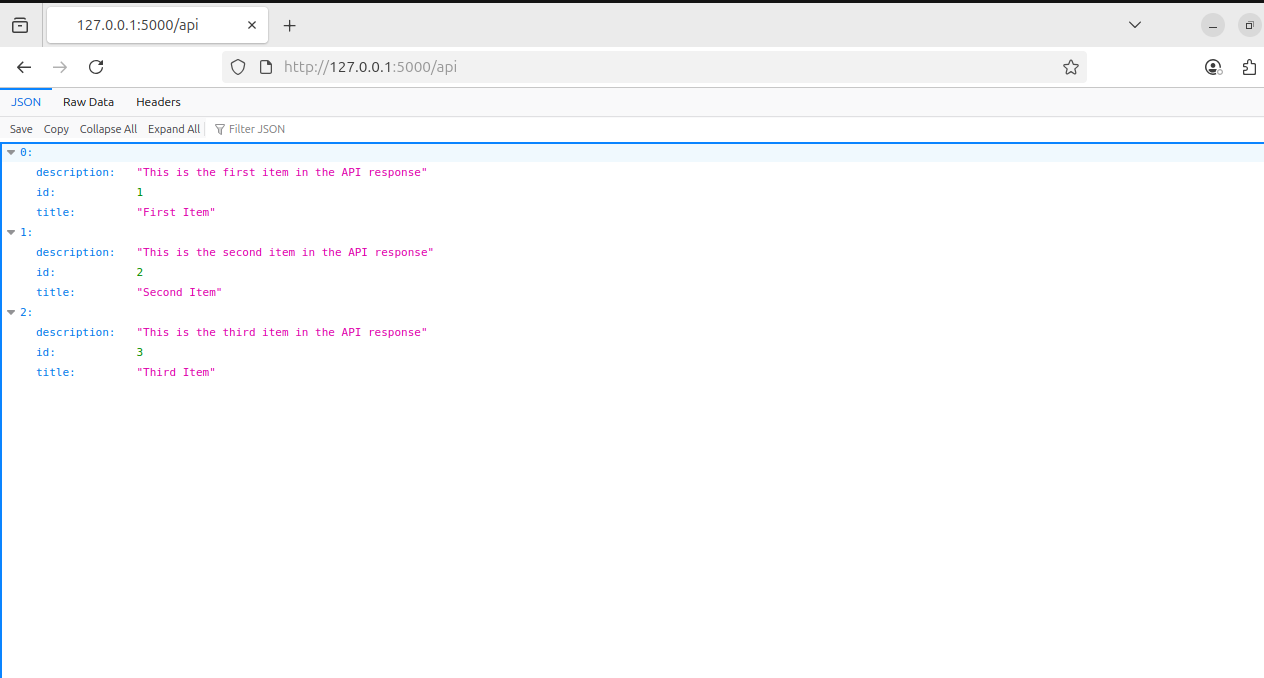 127.0.0.1:5000/api
http://127.0.0.1:5000/api
JSON Raw Data Headers
Save Copy Collapse All Expand All Filter JSON
0:
description: "This is the first item in the API response"
id: 1
title: "First Item"
1:
description: "This is the second item in the API response"
id: 2
title: "Second Item"
2:
description: "This is the third item in the API response"
id: 3
title: "Third Item"